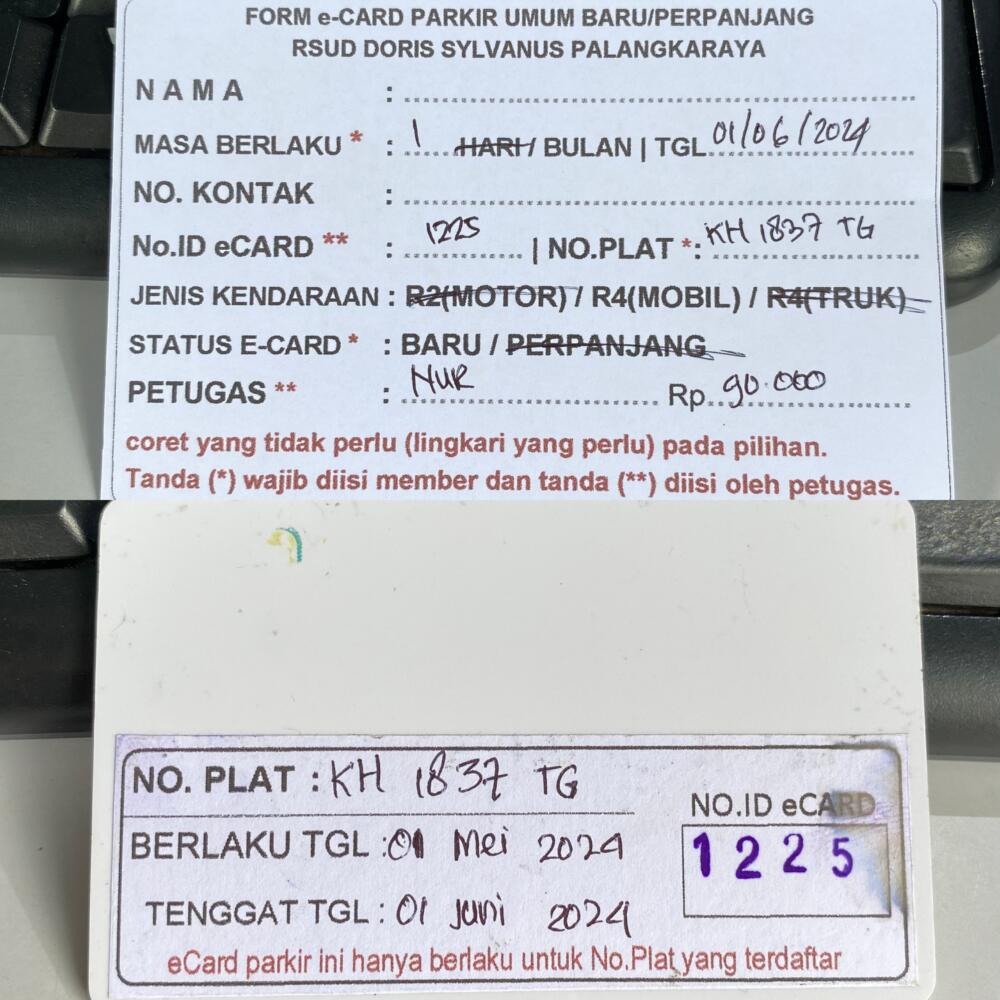 FORM e-CARD PARKIR UMUM BARU/PERPANJANG
RSUD DORIS SYLVANUS PALANGKARAYA
N A M A :
MASA BERLAKU * : 1 HARI / BULAN | TGL 01/06/2024
NO. KONTAK :
No.ID eCARD ** : 1225 | NO.PLAT *: KH 1837 TG
JENIS KENDARAAN : R2(MOTOR) / R4(MOBIL) / R4(TRUK)
STATUS E-CARD * : BARU / PERPANJANG
PETUGAS ** : NUR Rp. 90.000
coret yang tidak perlu (lingkari yang perlu) pada pilihan.
Tanda (*) wajib diisi member dan tanda (**) diisi oleh petugas.
NO. PLAT : KH 1837 TG
NO.ID eCARD
1225
BERLAKU TGL : 01 Mei 2024
TENGGAT TGL : 01 juni 2024
eCard parkir ini hanya berlaku untuk No.Plat yang terdaftar